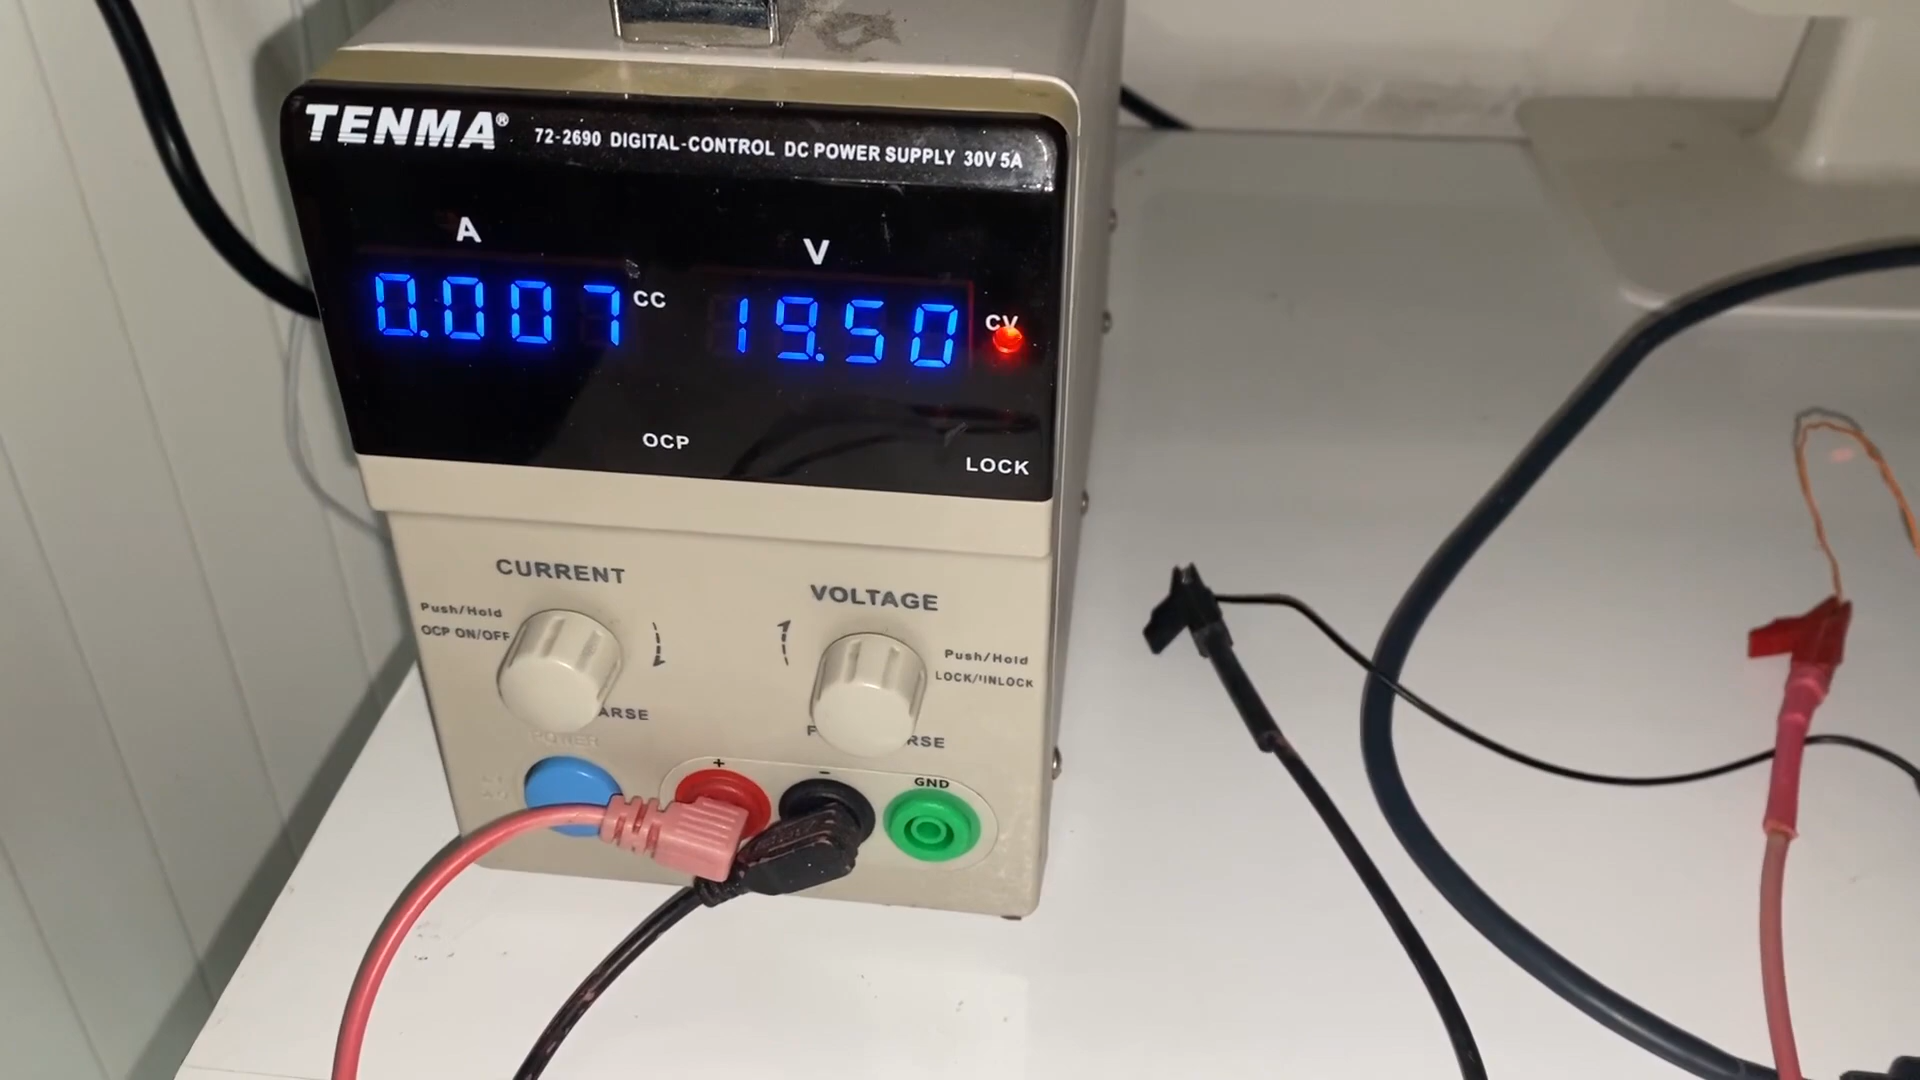 TENMA® 72-2690 DIGITAL-CONTROL DC POWER SUPPLY 30V 5A
A
V
0.007 CC
19.50 CV
OCP
LOCK
CURRENT
VOLTAGE
Push/Hold
OCP ON/OFF
Push/Hold
LOCK/UNLOCK
POWER
+
-
GND